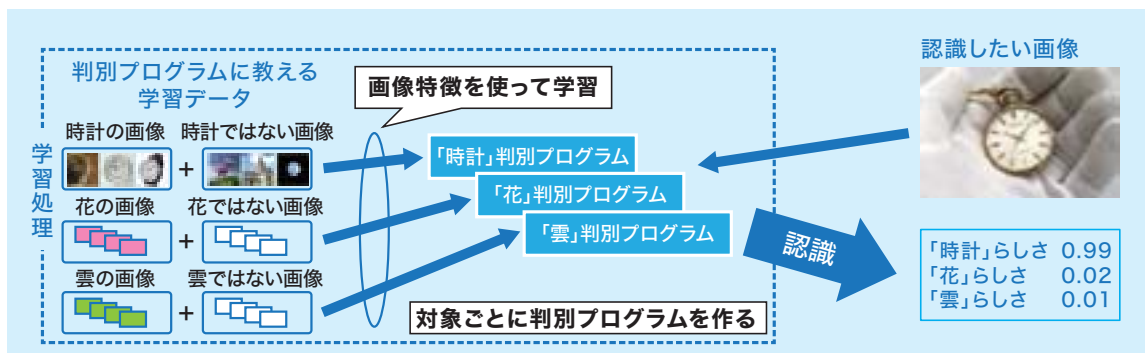 判別プログラムに教える
学習データ
画像特徴を使って学習
認識したい画像
学習処理
時計の画像
+
時計ではない画像
花の画像
+
花ではない画像
雲の画像
+
雲ではない画像
「時計」判別プログラム
「花」判別プログラム
「雲」判別プログラム
対象ごとに判別プログラムを作る
認識
「時計」らしさ 0.99
「花」らしさ 0.02
「雲」らしさ 0.01